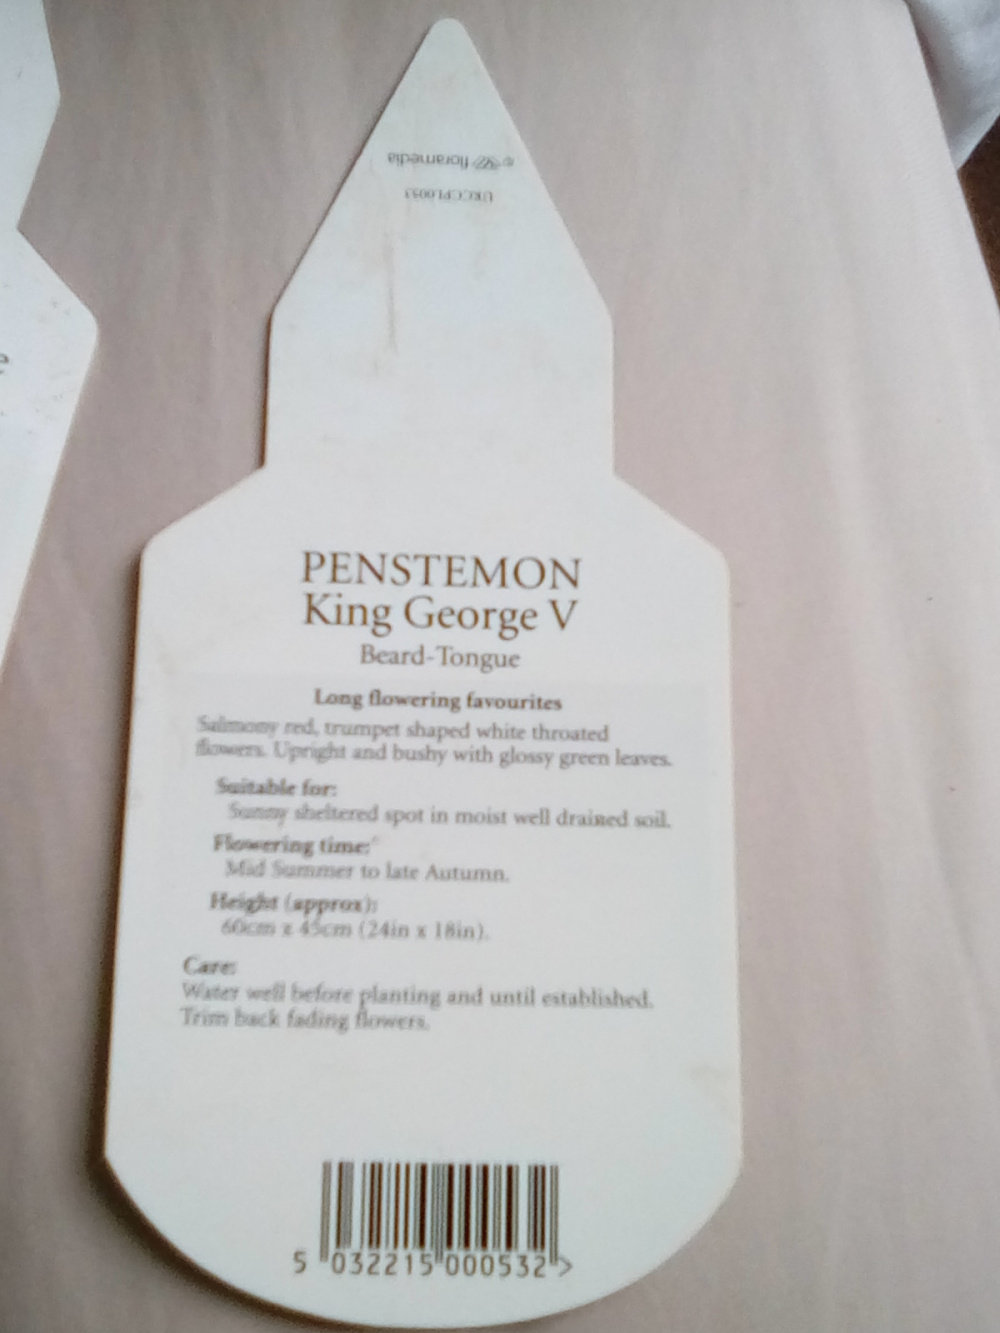 © floramedia
UKCCPL0053
e
PENSTEMON
King George V
Beard-Tongue
Long flowering favourites
Salmony red, trumpet shaped white throated
flowers. Upright and bushy with glossy green leaves.
Suitable for:
Sunny sheltered spot in moist well drained soil.
Flowering time:
Mid Summer to late Autumn.
Height (approx):
60cm x 45cm (24in x 18in).
Care:
Water well before planting and until established.
Trim back fading flowers.
5 032215 000532 >